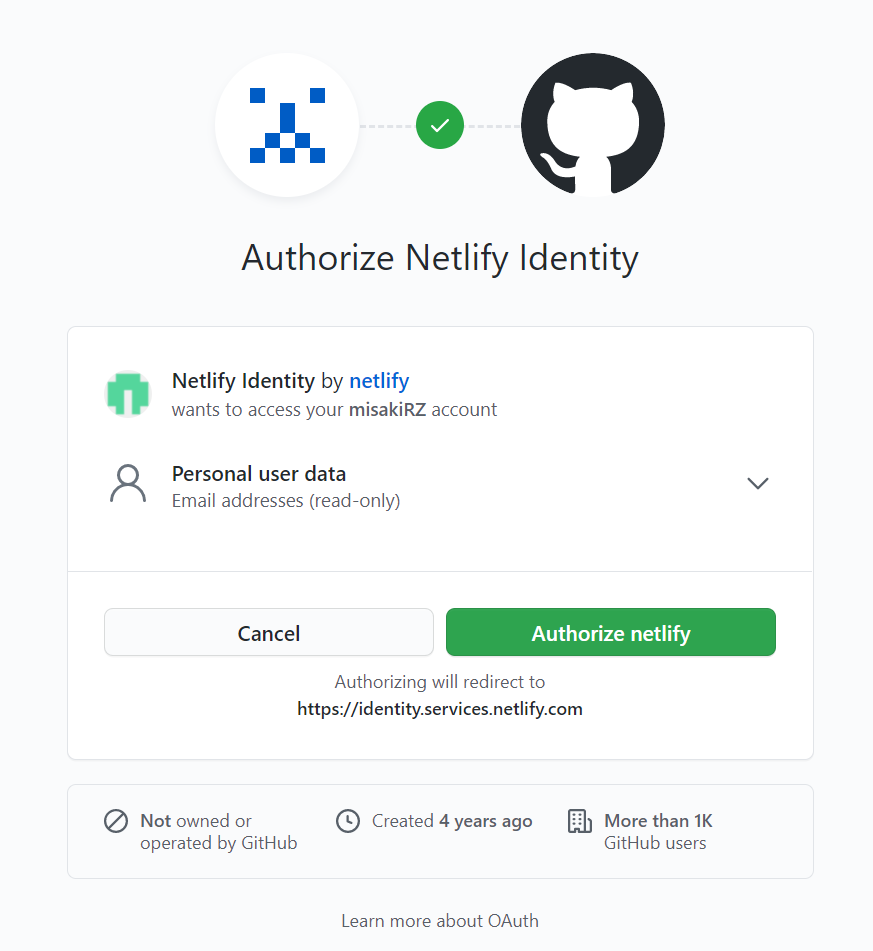 Authorize Netlify Identity
Netlify Identity by netlify
wants to access your misakiRZ account
Personal user data
Email addresses (read-only)
Cancel
Authorize netlify
Authorizing will redirect to
https://identity.services.netlify.com
Not owned or
operated by GitHub
Created 4 years ago
More than 1K
GitHub users
Learn more about OAuth